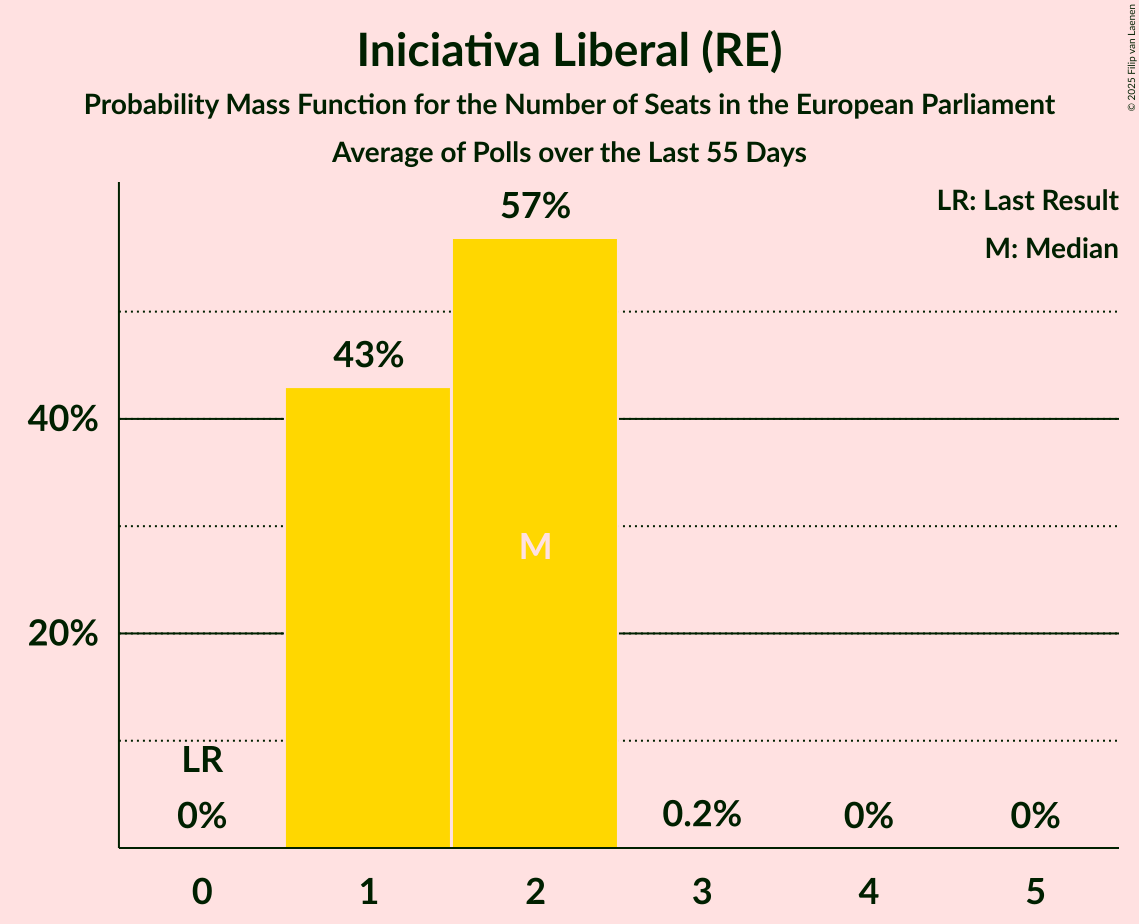 Iniciativa Liberal (RE)
Probability Mass Function for the Number of Seats in the European Parliament
Average of Polls over the Last 55 Days
© 2025 Filip van Laenen
LR: Last Result
M: Median
57%
43%
40%
M
20%
LR
0%
0.2%
0%
0%
0 1 2 3 4 5